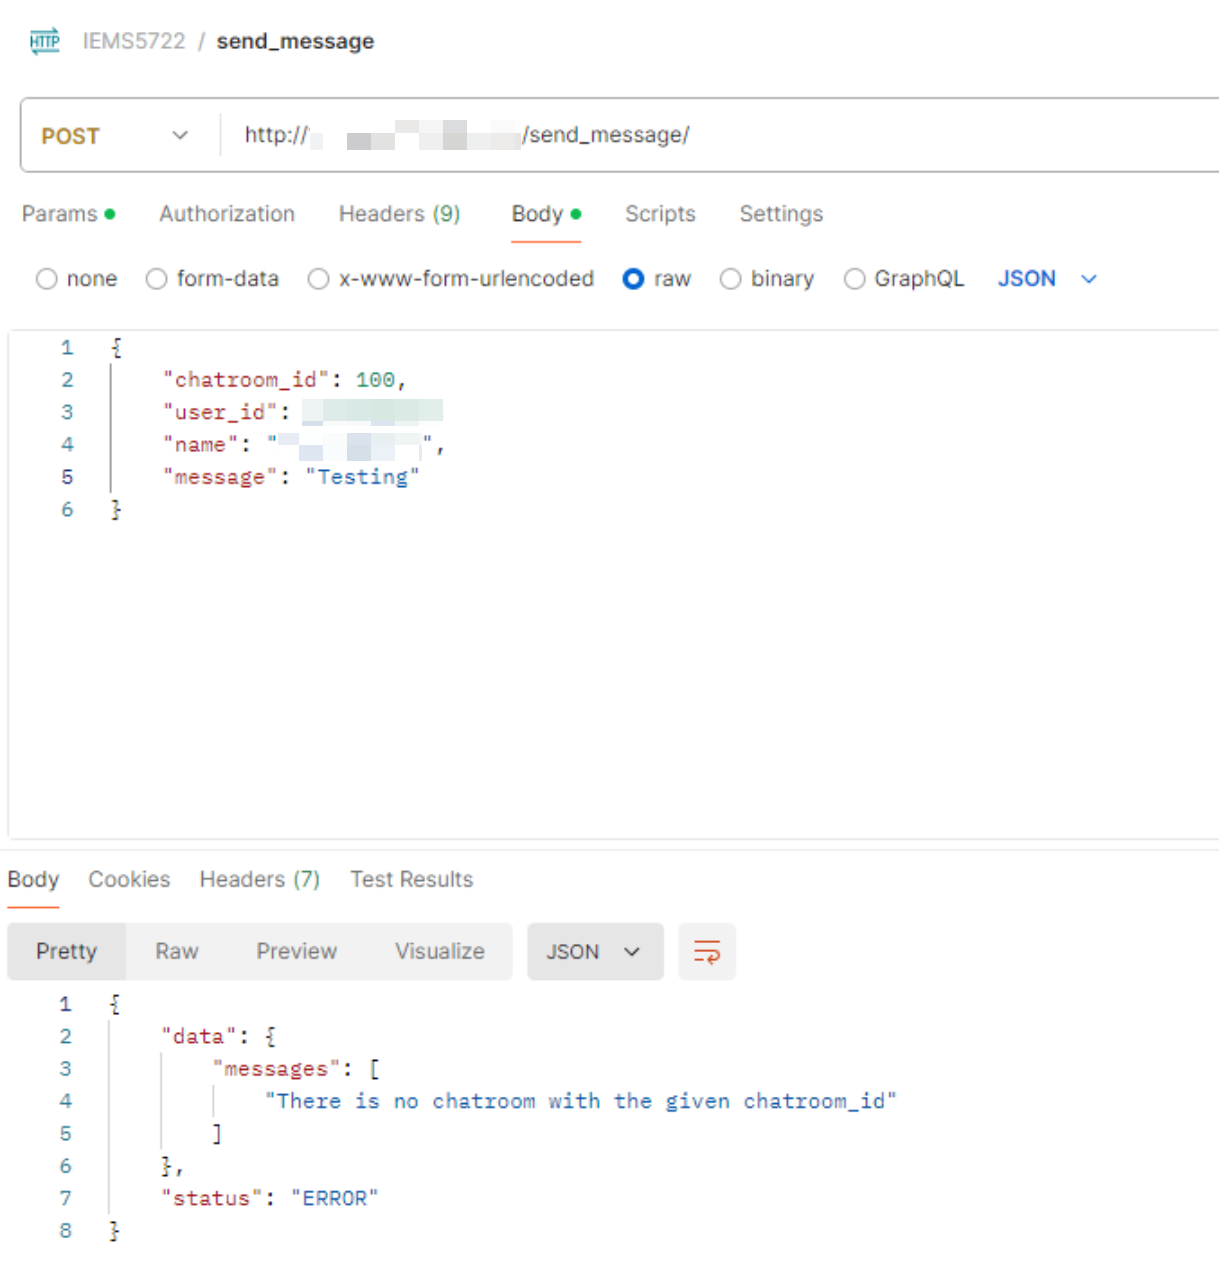 HTTP IEMS5722 / send_message
POST http:// /send_message/
Params Authorization Headers (9) Body Scripts Settings
none form-data x-www-form-urlencoded raw binary GraphQL JSON
1 {
2 "chatroom_id": 100,
3 "user_id":
4 "name": " ",
5 "message": "Testing"
6 }
Body Cookies Headers (7) Test Results
Pretty Raw Preview Visualize JSON
1 {
2 "data": {
3 "messages": [
4 "There is no chatroom with the given chatroom_id"
5 ]
6 },
7 "status": "ERROR"
8 }